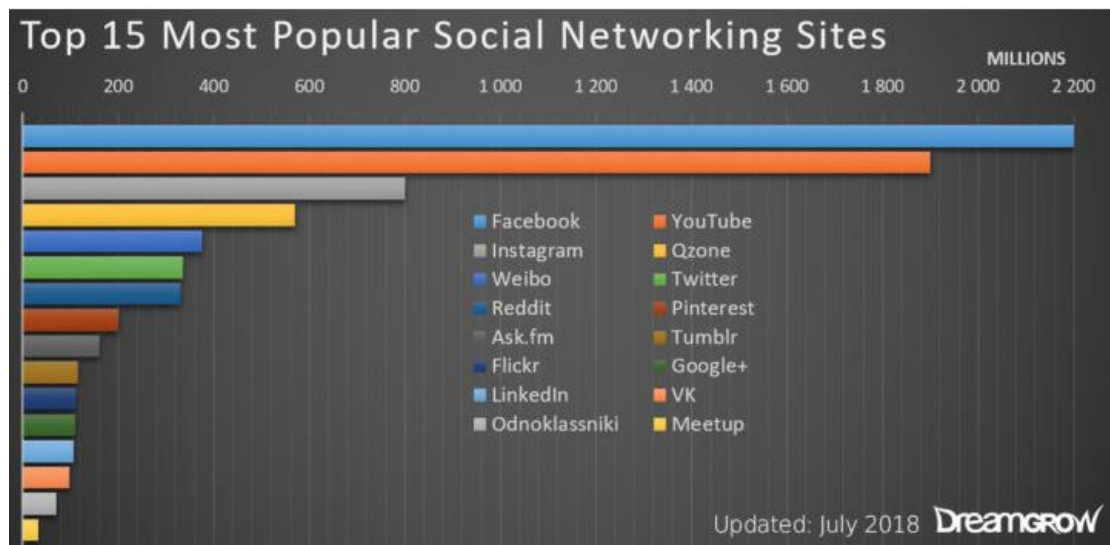 Top 15 Most Popular Social Networking Sites
MILLIONS
0 200 400 600 800 1 000 1 200 1 400 1 600 1 800 2 000 2 200
Facebook YouTube
Instagram Qzone
Weibo Twitter
Reddit Pinterest
Ask.fm Tumblr
Flickr Google+
LinkedIn VK
Odnoklassniki Meetup
Updated: July 2018 DreamGROW